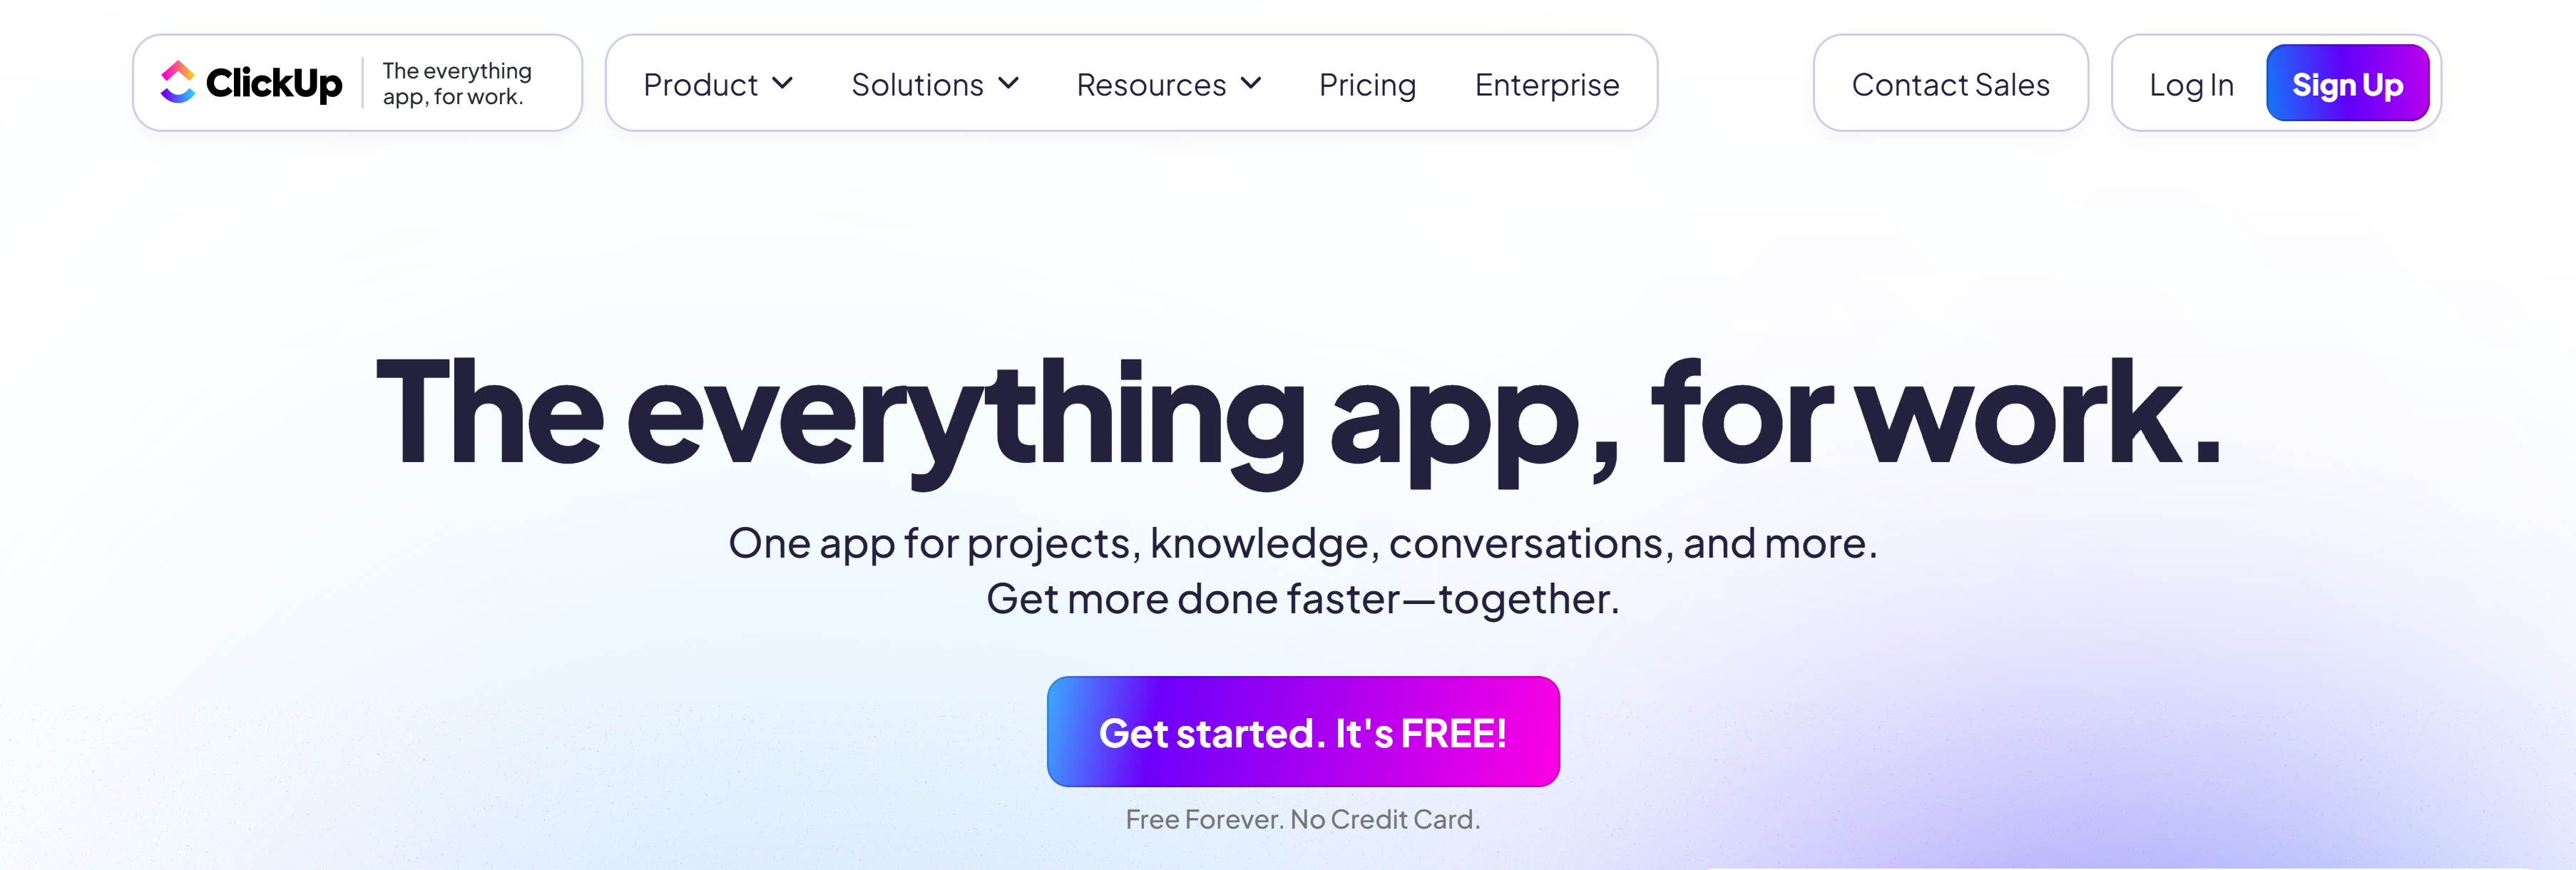 ClickUp
The everything
app, for work.
Product
Solutions
Resources
Pricing
Enterprise
Contact Sales
Log In
Sign Up
The everything app, for work.
One app for projects, knowledge, conversations, and more.
Get more done faster—together.
Get started. It's FREE!
Free Forever. No Credit Card.